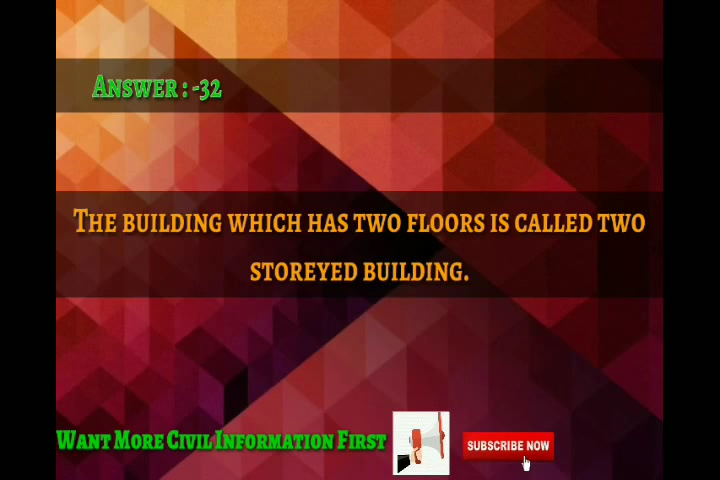 Answer : -32
The building which has two floors is called two
storeyed building.
Want More Civil Information First
SUBSCRIBE NOW